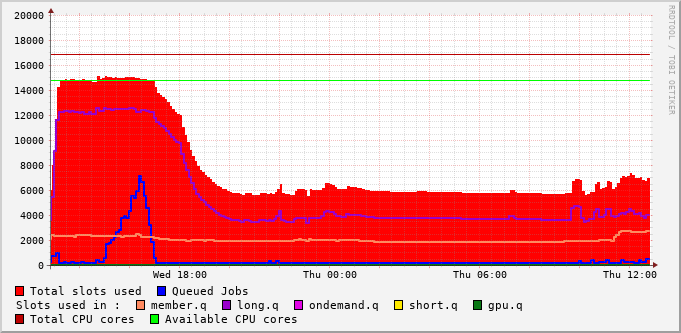 RRDTOOL / TOBI OETIKER
20000
18000
16000
14000
12000
10000
8000
6000
4000
2000
0
Wed 18:00 Thu 00:00 Thu 06:00 Thu 12:00
Total slots used Queued Jobs
Slots used in : member.q long.q ondemand.q short.q gpu.q
Total CPU cores Available CPU cores